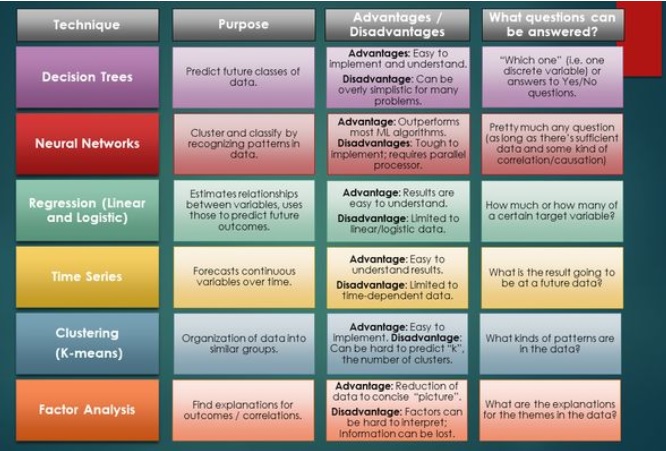 Technique
Purpose
Advantages /
Disadvantages
What questions can
be answered?
Decision Trees
Predict future classes of
data.
Advantages: Easy to
implement and understand.
Disadvantage: Can be
overly simplistic for many
problems.
"Which one" (i.e. one
discrete variable) or
answers to Yes/No
questions.
Neural Networks
Cluster and classify by
recognizing patterns in
data.
Advantage: Outperforms
most ML algorithms.
Disadvantages: Tough to
implement; requires parallel
processor.
Pretty much any question
(as long as there's sufficient
data and some kind of
correlation/causation)
Regression (Linear
and Logistic)
Estimates relationships
between variables, uses
those to predict future
outcomes.
Advantage: Results are
easy to understand.
Disadvantage: Limited to
linear/logistic data.
How much or how many of
a certain target variable?
Time Series
Forecasts continuous
variables over time.
Advantage: Easy to
understand results.
Disadvantage: Limited to
time-dependent data.
What is the result going to
be at a future data?
Clustering
(K-means)
Organization of data into
similar groups.
Advantage: Easy to
Implement. Disadvantage:
Can be hard to predict "k",
the number of clusters.
What kinds of patterns are
in the data?
Factor Analysis
Find explanations for
outcomes / correlations.
Advantage: Reduction of
data to concise "picture".
Disadvantage: Factors can
be hard to interpret;
Information can be lost.
What are the explanations
for the themes in the data?